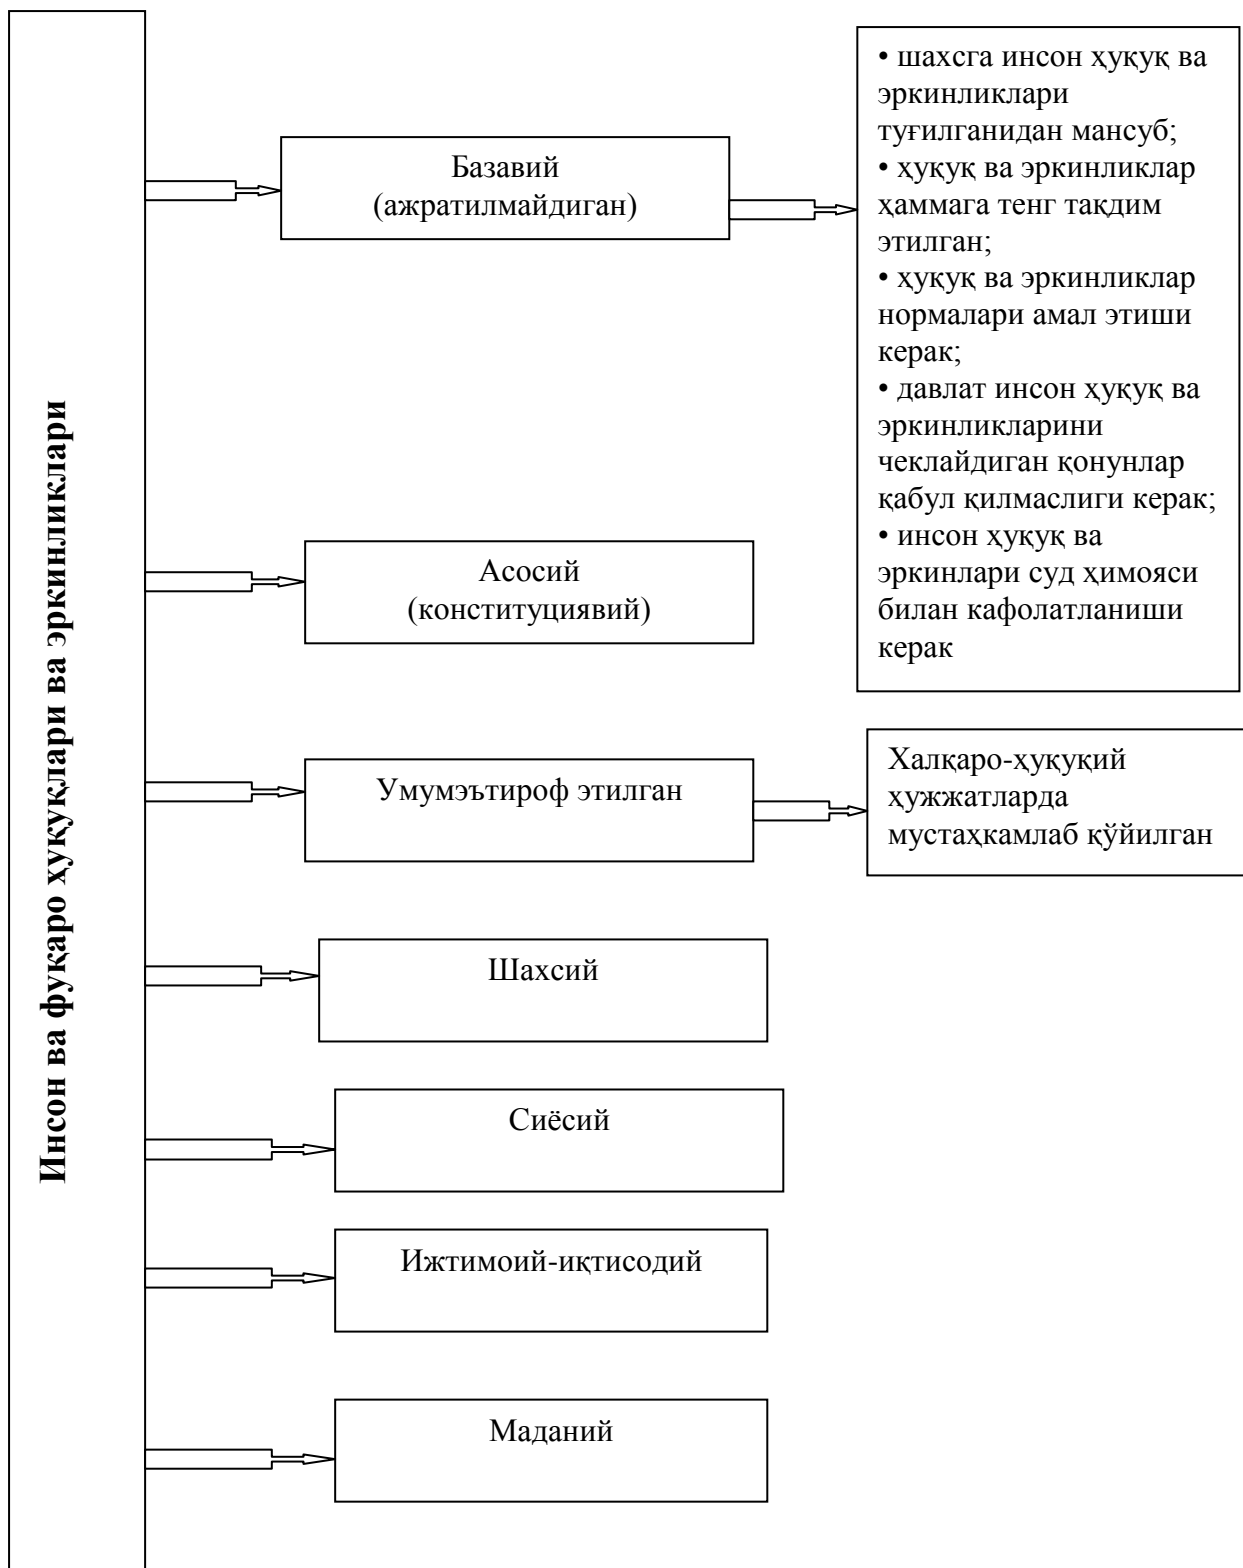 Инсон ва фуқаро ҳуқуқлари ва эркинликлари
Базавий
(ажратилмайдиган)
• шахсга инсон ҳуқуқ ва
эркинликлари
туғилганидан мансуб;
• ҳуқуқ ва эркинликлар
ҳаммага тенг тақдим
этилган;
• ҳуқуқ ва эркинликлар
нормалари амал этиши
керак;
• давлат инсон ҳуқуқ ва
эркинликларини
чеклайдиган қонунлар
қабул қилмаслиги керак;
• инсон ҳуқуқ ва
эркинлари суд ҳимояси
билан кафолатланиши
керак
Асосий
(конституциявий)
Умумэътироф этилган
Халқаро-ҳуқуқий
ҳужжатларда
мустаҳкамлаб қўйилган
Шахсий
Сиёсий
Ижтимоий-иқтисодий
Маданий